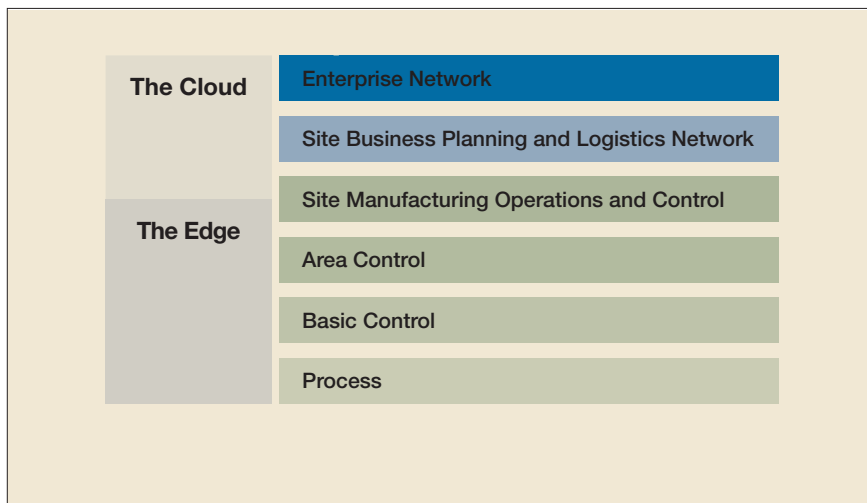 The Cloud
Enterprise Network
Site Business Planning and Logistics Network
Site Manufacturing Operations and Control
The Edge
Area Control
Basic Control
Process